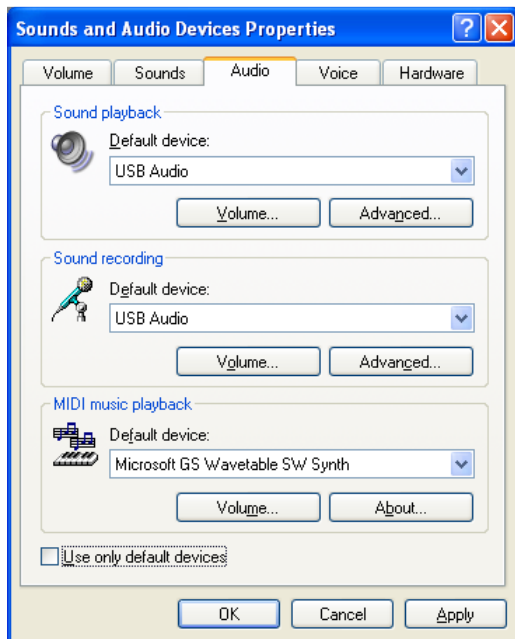 Sounds and Audio Devices Properties
Volume Sounds Audio Voice Hardware
Sound playback
Default device:
USB Audio
Volume... Advanced...
Sound recording
Default device:
USB Audio
Volume... Advanced...
MIDI music playback
Default device:
Microsoft GS Wavetable SW Synth
Volume... About...
Use only default devices
OK Cancel Apply